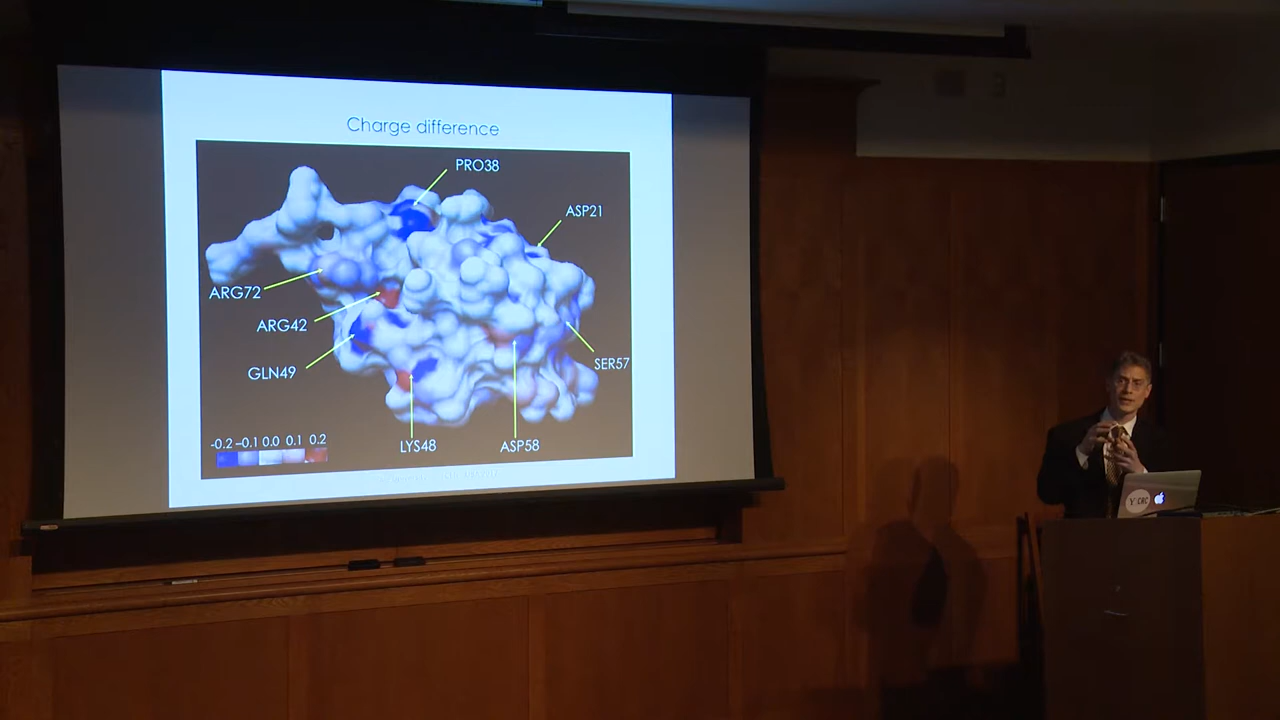 Charge difference
PRO38
ASP21
ARG72
ARG42
GLN49
SER57
-0.2 -0.1 0.0 0.1 0.2
LYS48
ASP58